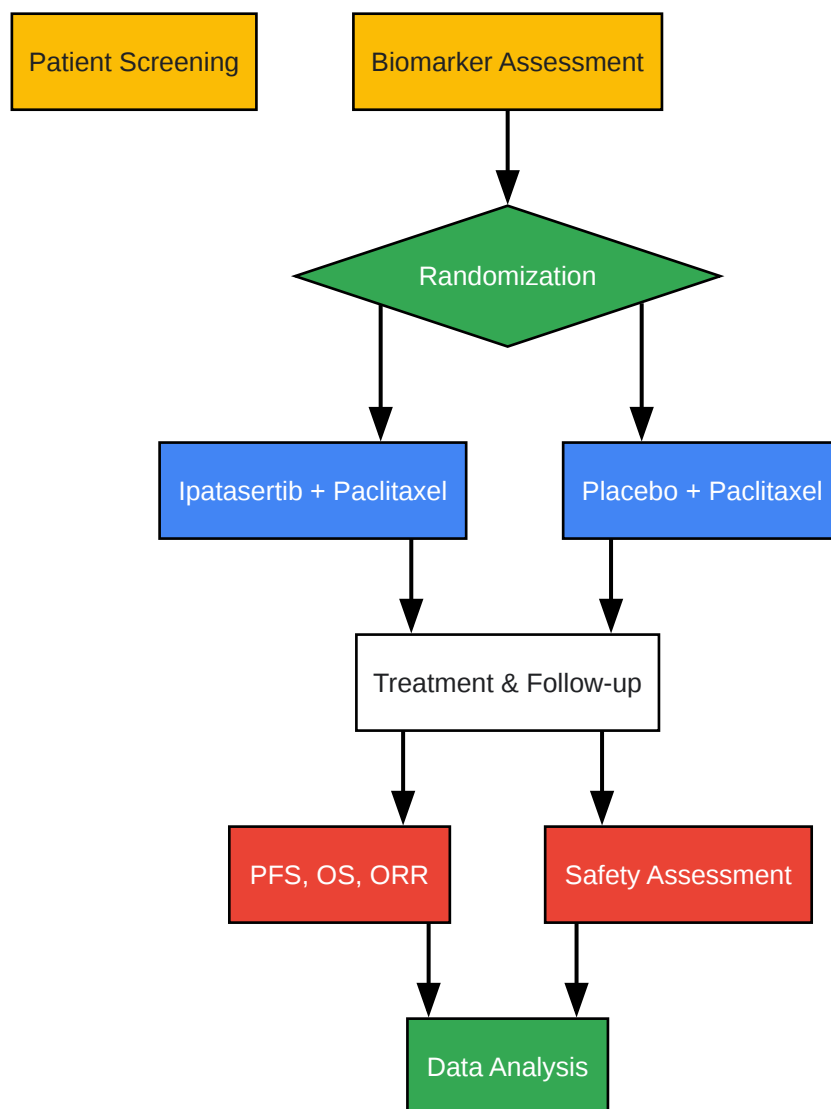 Patient Screening
Biomarker Assessment
Randomization
Ipatasertib + Paclitaxel
Placebo + Paclitaxel
Treatment & Follow-up
PFS, OS, ORR
Safety Assessment
Data Analysis